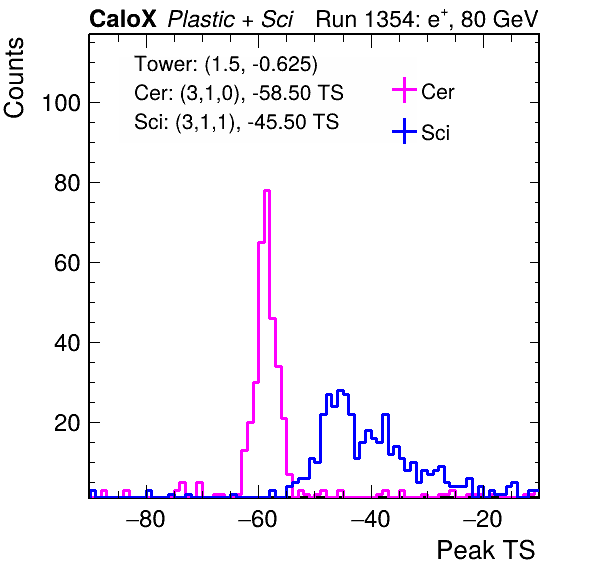 CaloX Plastic + Sci Run 1354: e+, 80 GeV
Counts
Tower: (1.5, -0.625)
Cer: (3,1,0), -58.50 TS
Sci: (3,1,1), -45.50 TS
Cer
Sci
100
80
60
40
20
−80 −60 −40 −20
Peak TS